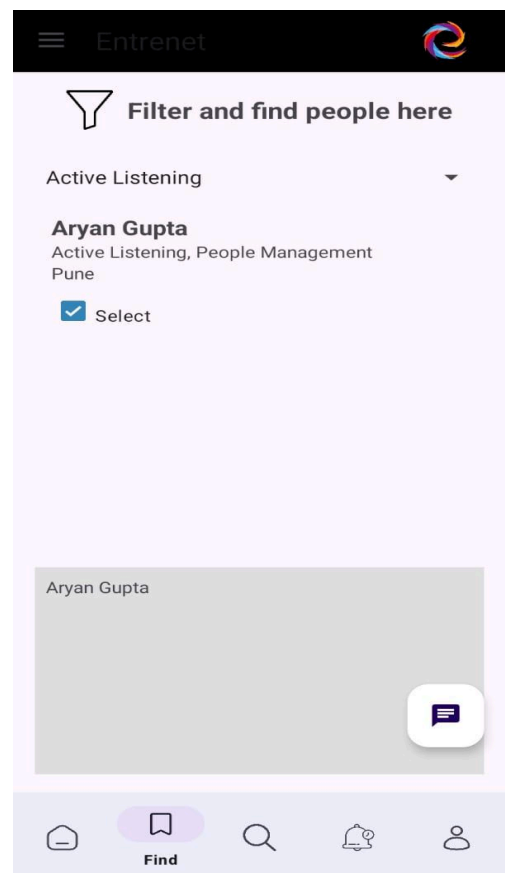 Entrenet
Filter and find people here
Active Listening
Aryan Gupta
Active Listening, People Management
Pune
Select
Aryan Gupta
Find